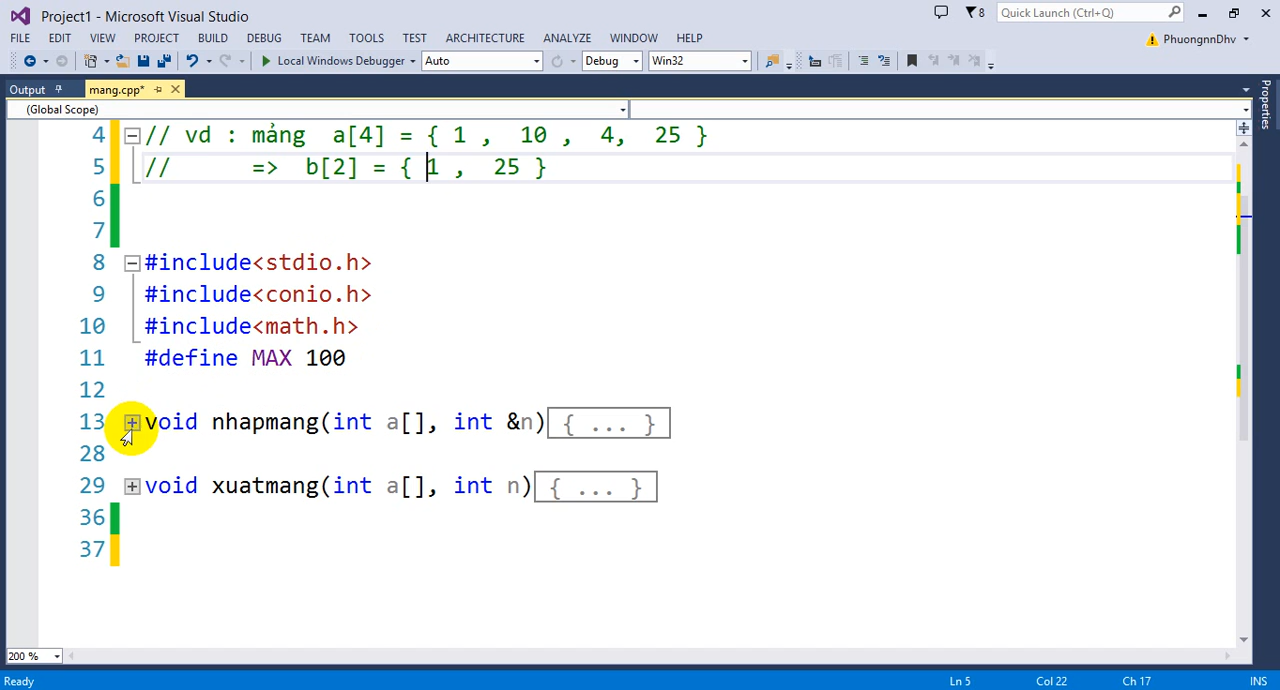 Project1 - Microsoft Visual Studio
8
Quick Launch (Ctrl+Q)
FILE EDIT VIEW PROJECT BUILD DEBUG TEAM TOOLS TEST ARCHITECTURE ANALYZE WINDOW HELP
PhuongnnDhv
Local Windows Debugger Auto Debug Win32
Output mang.cpp*
Properties
(Global Scope)
4 // vd : mảng a[4] = { 1 , 10 , 4, 25 }
5 // => b[2] = { 1 , 25 }
6
7
8 #include<stdio.h>
9 #include<conio.h>
10 #include<math.h>
11 #define MAX 100
12
13 void nhapmang(int a[], int &n){ ... }
28
29 void xuatmang(int a[], int n){ ... }
36
37
200 %
Ready Ln 5 Col 22 Ch 17 INS